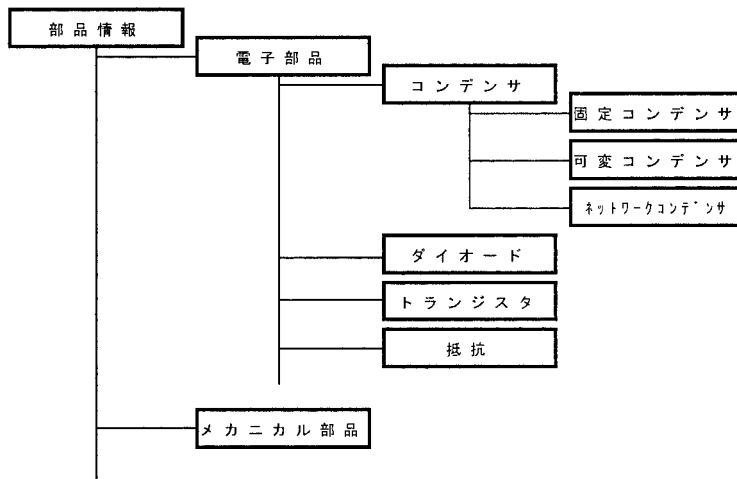 部品情報
電子部品
コンデンサ
固定コンデンサ
可変コンデンサ
ﾈｯﾄﾜｰｸｺﾝﾃﾞﾝｻ
ダイオード
トランジスタ
抵抗
メカニカル部品